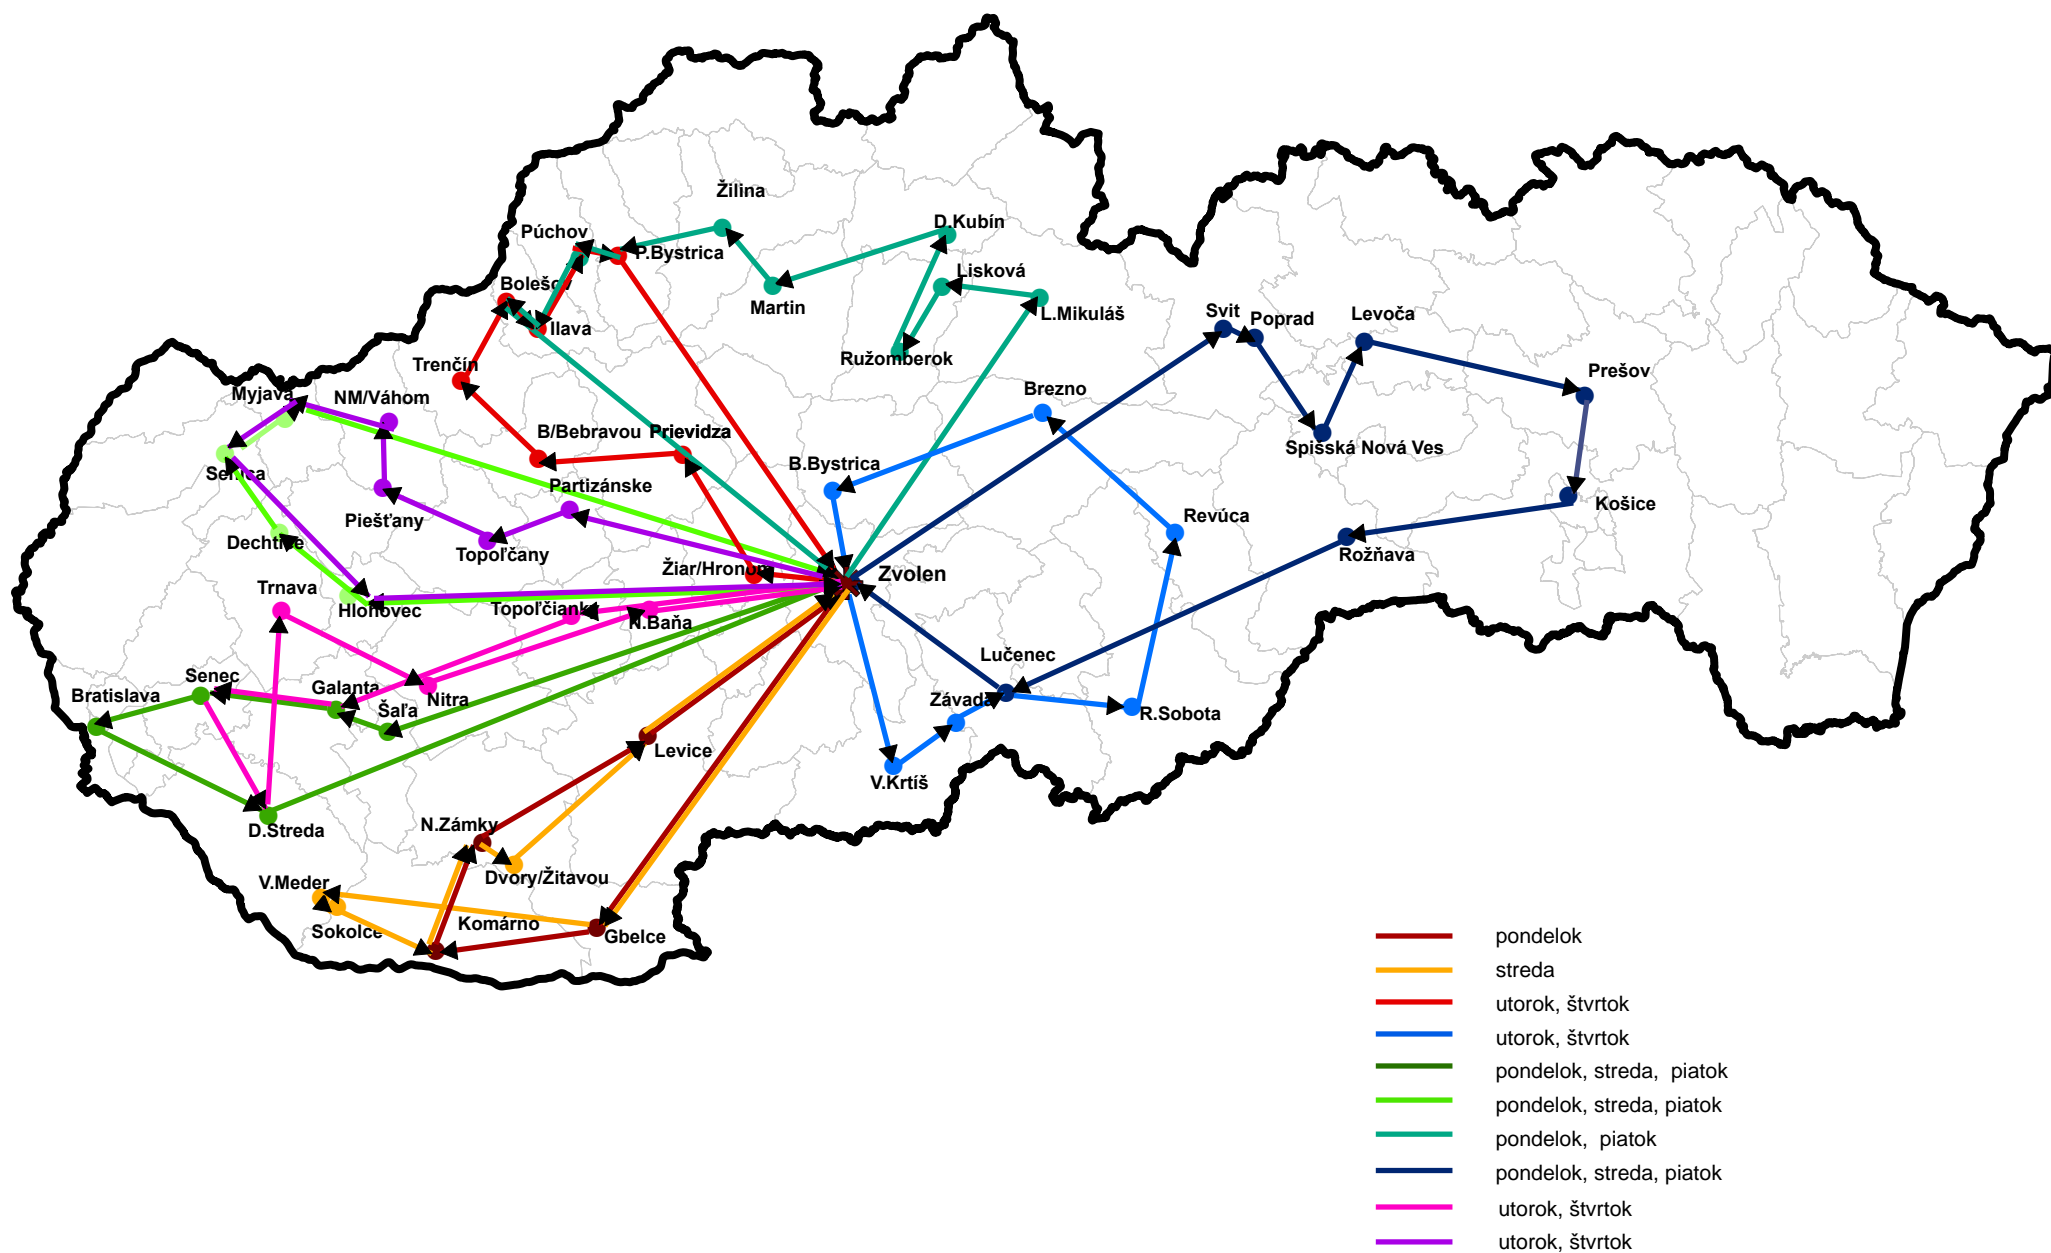 Žilina
D.Kubín
Púchov
P.Bystrica
Lisková
Bolešov
Martin
L.Mikuláš
Ilava
Svit
Poprad
Levoča
Ružomberok
Trenčín
Prešov
Myjava
NM/Váhom
Brezno
B/Bebravou
Prievidza
Spišská Nová Ves
B.Bystrica
Senica
Partizánske
Košice
Piešťany
Revúca
Dechtice
Topoľčany
Rožňava
Žiar/Hronom
Zvolen
Trnava
Hlohovec
Topoľčianky
N.Baňa
Lučenec
Senec
Bratislava
Galanta
Nitra
Šaľa
Závada
R.Sobota
Levice
V.Krtíš
D.Streda
N.Zámky
V.Meder
Dvory/Žitavou
Sokolce
Komárno
Gbelce
pondelok
streda
utorok, štvrtok
utorok, štvrtok
pondelok, streda,  piatok
pondelok, streda, piatok
pondelok,  piatok
pondelok, streda, piatok
utorok, štvrtok
utorok, štvrtok